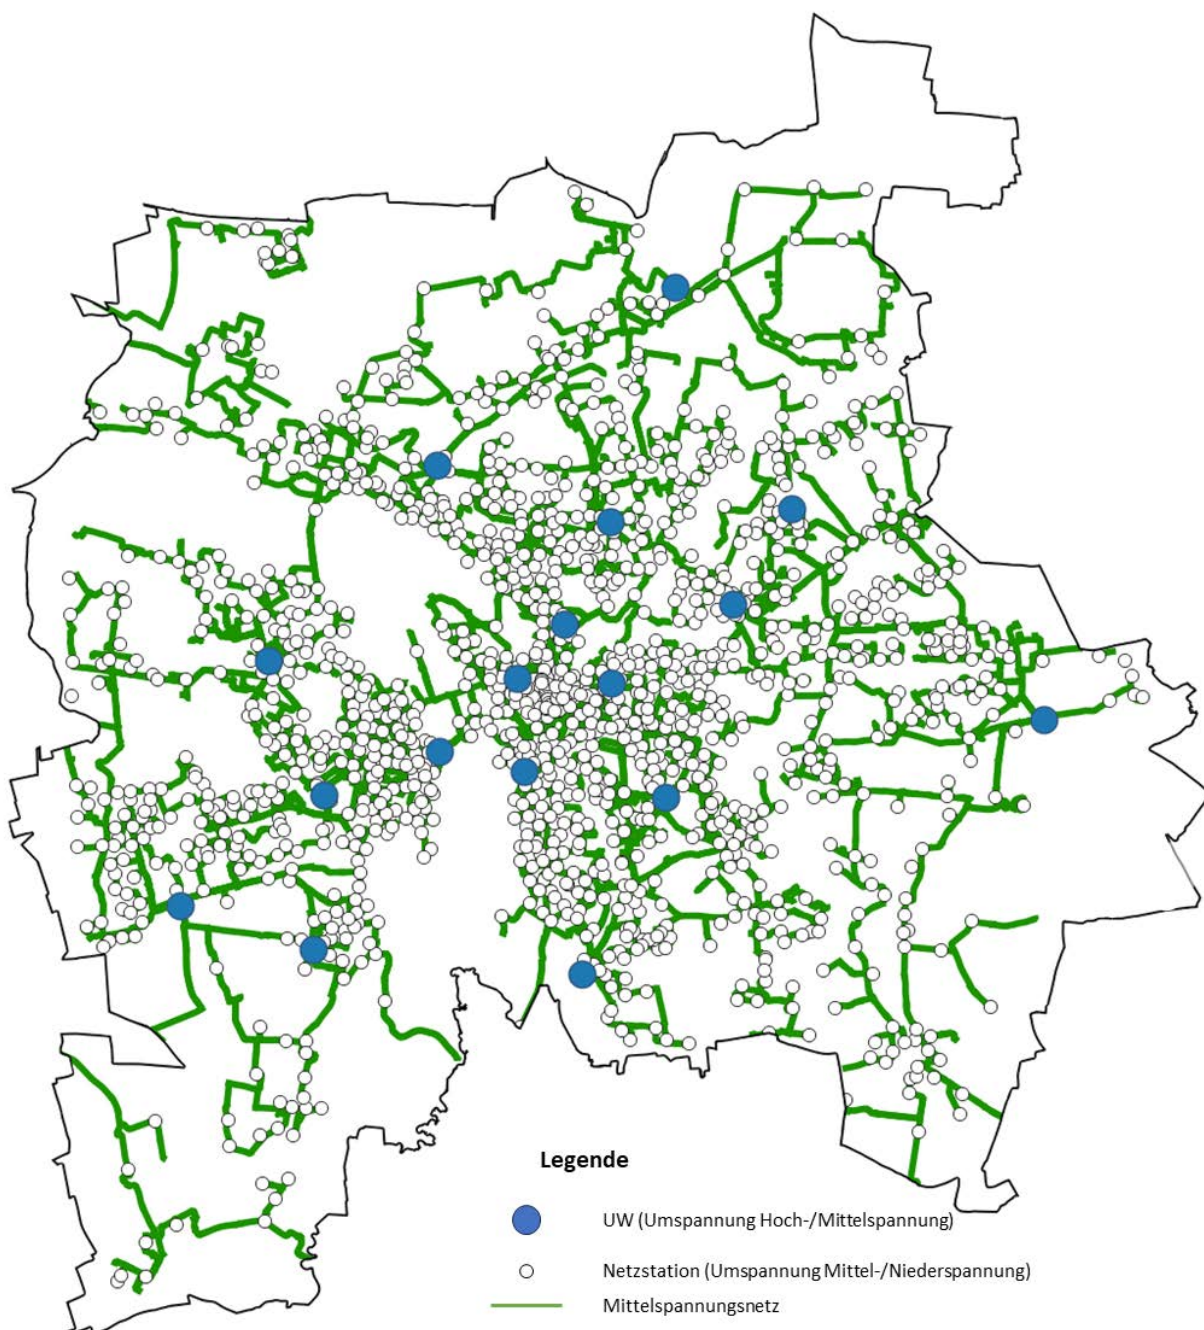 Legende
UW (Umspannung Hoch-/Mittelspannung)
Netzstation (Umspannung Mittel-/Niederspannung)
Mittelspannungsnetz